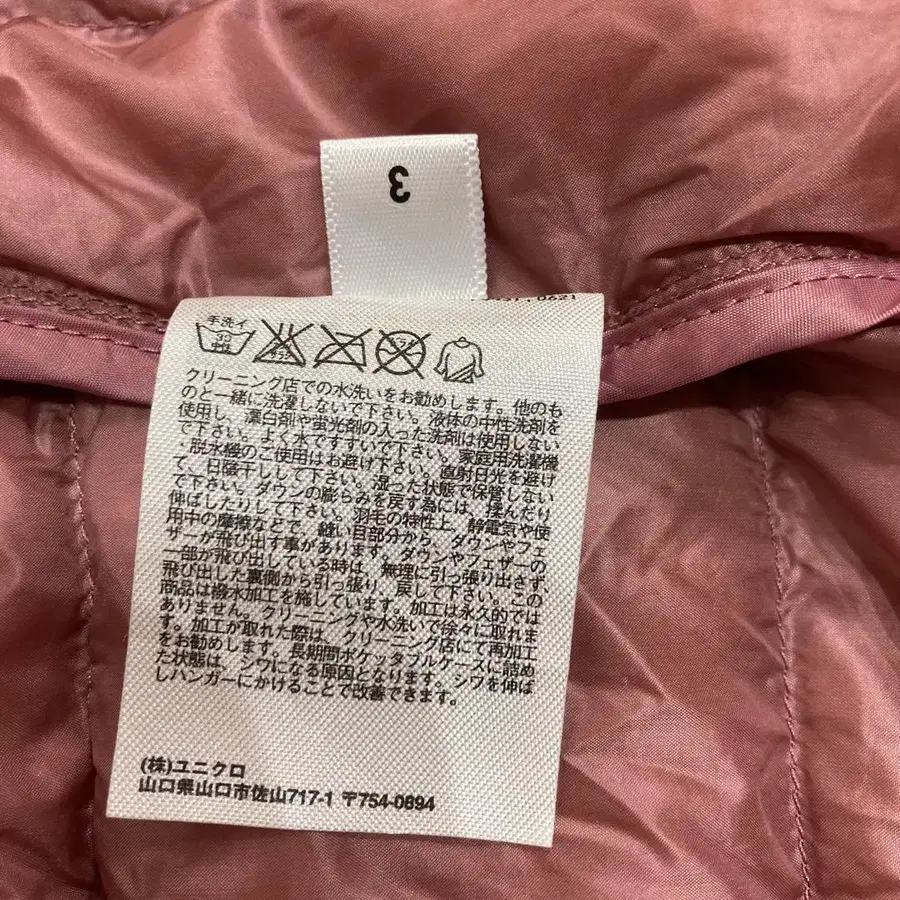 3
手洗イ
30
中性
クリーニング店での水洗いをお勧めします。他のも
のと一緒に洗濯しないで下さい。液体の中性洗剤を
使用し、漂白剤や蛍光剤の入った洗剤は使用しない
で下さい。よく水ですすいで下さい。家庭用洗濯機
・脱水機のご使用はお避け下さい。直射日光を避け
て、日陰干しして下さい。湿った状態で保管しない
で下さい。ダウンの膨らみを戻す為には、揉んだり
伸ばしたりして下さい。羽毛の特性上、静電気や使
用中の摩擦などで、縫い目部分から、ダウンやフェ
ザーが飛び出す事があります。ダウンやフェザーの
一部が飛び出している時は、無理に引っ張り出さず、
飛び出した裏側から引っ張り、戻して下さい。この
商品は撥水加工を施しています。加工は永久的では
ありません。クリーニングや水洗いで徐々に取れま
す。加工が取れた際は、クリーニング店にて再加工
をお勧めします。長期間ポケッタブルケースに詰め
た状態は、シワになる原因となります。シワを伸ば
しハンガーにかけることで改善できます。
(株)ユニクロ
山口県山口市佐山717-1 〒754-0894